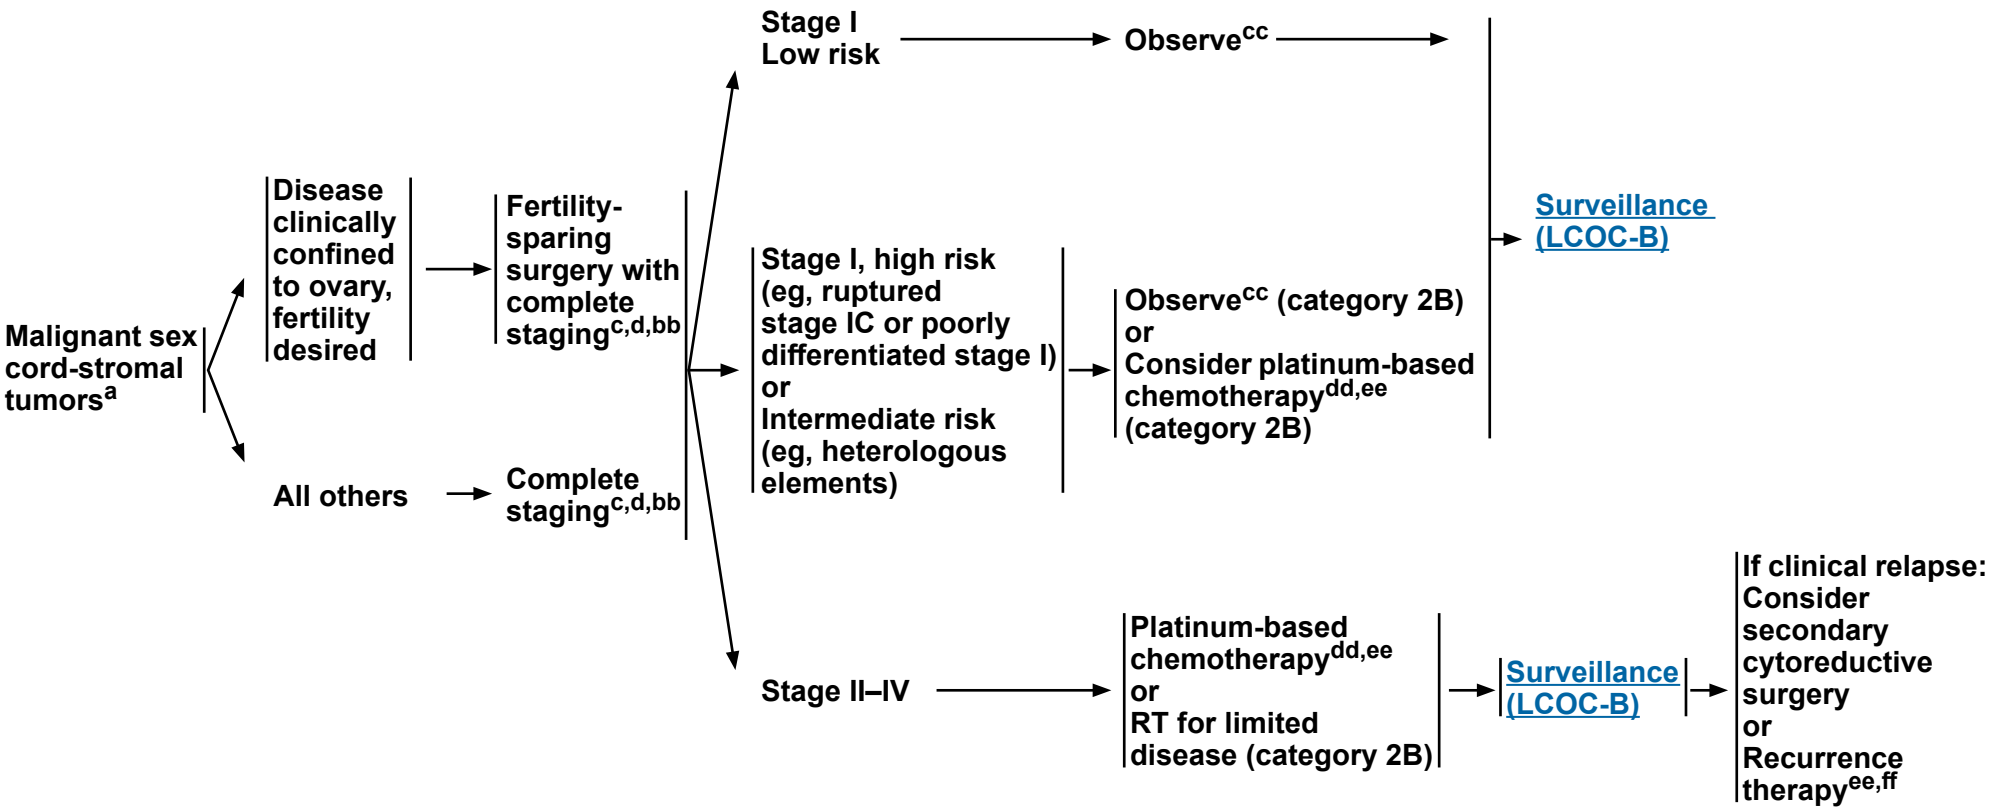 Malignant sex
cord-stromal
tumorsa
Disease
clinically
confined
to ovary,
fertility
desired
All others
Fertility-
sparing
surgery with
complete
stagingc,d,bb
Complete
stagingc,d,bb
Stage I
Low risk
Observecc
Stage I, high risk
(eg, ruptured
stage IC or poorly
differentiated stage I)
or
Intermediate risk
(eg, heterologous
elements)
Observecc (category 2B)
or
Consider platinum-based
chemotherapydd,ee
(category 2B)
Surveillance
(LCOC-B)
Stage II–IV
Platinum-based
chemotherapydd,ee
or
RT for limited
disease (category 2B)
Surveillance
(LCOC-B)
If clinical relapse:
Consider
secondary
cytoreductive
surgery
or
Recurrence
therapyee,ff